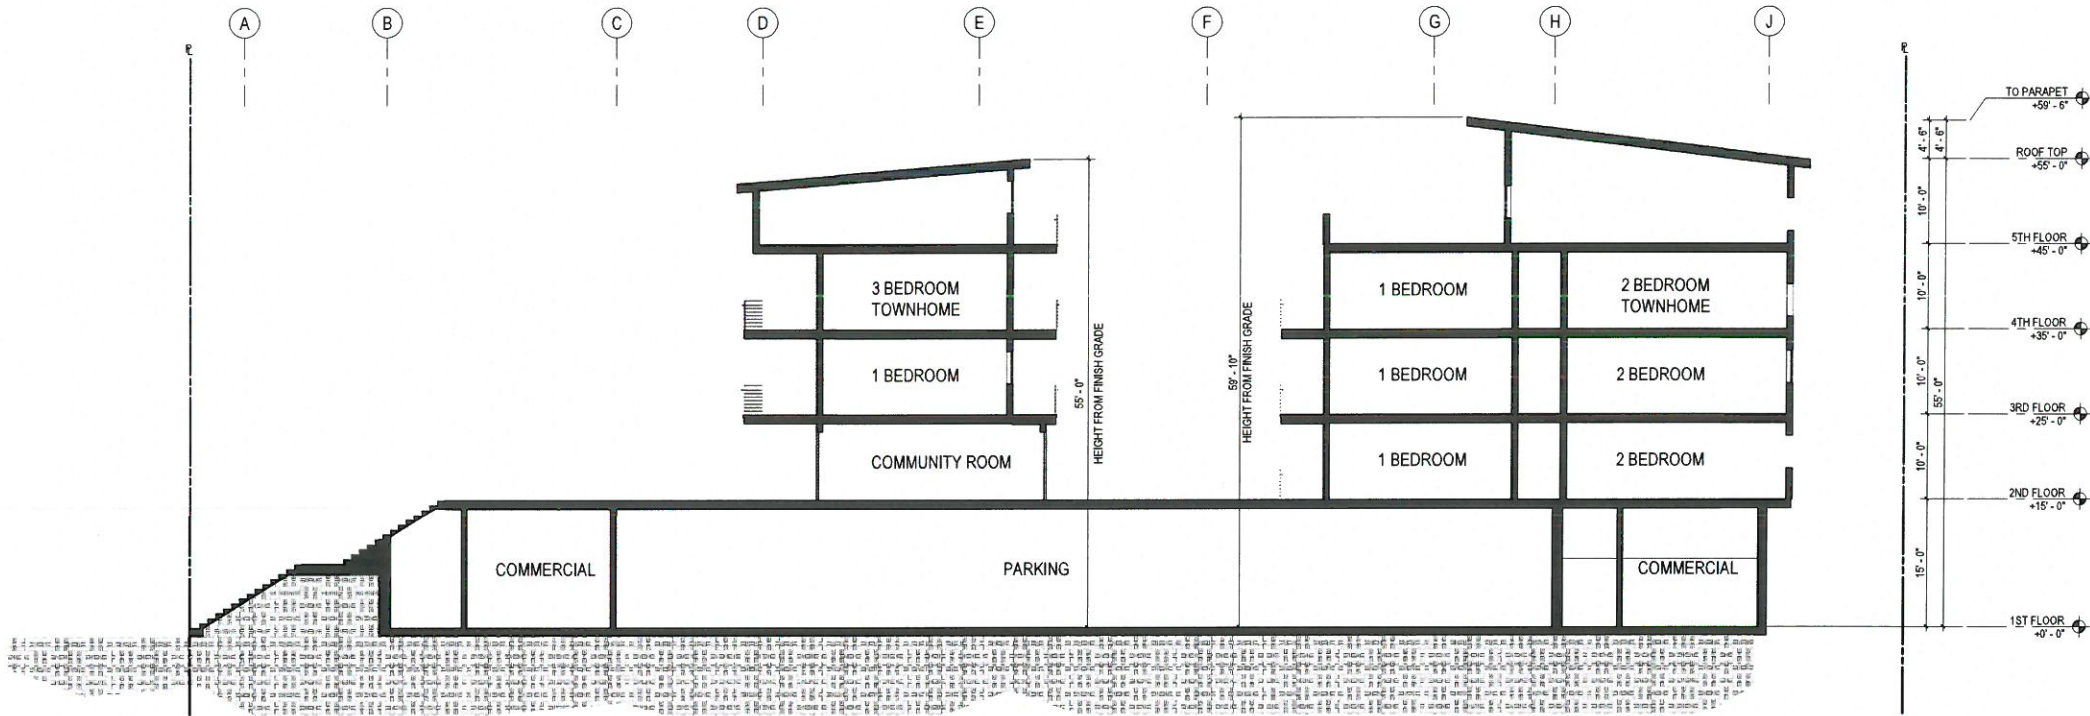 A B C D E F G H J
PL PL
TO PARAPET
+59' - 6"
ROOF TOP
+55' - 0"
5TH FLOOR
+45' - 0"
4TH FLOOR
+35' - 0"
3RD FLOOR
+25' - 0"
2ND FLOOR
+15' - 0"
1ST FLOOR
+0' - 0"
4' - 6"
4' - 6"
10' - 0"
10' - 0"
10' - 0"
10' - 0"
15' - 0"
55' - 0"
3 BEDROOM
TOWNHOME
1 BEDROOM
COMMUNITY ROOM
55' - 0"
HEIGHT FROM FINISH GRADE
59' - 10"
HEIGHT FROM FINISH GRADE
1 BEDROOM
2 BEDROOM
TOWNHOME
1 BEDROOM
2 BEDROOM
1 BEDROOM
2 BEDROOM
COMMERCIAL
PARKING
COMMERCIAL